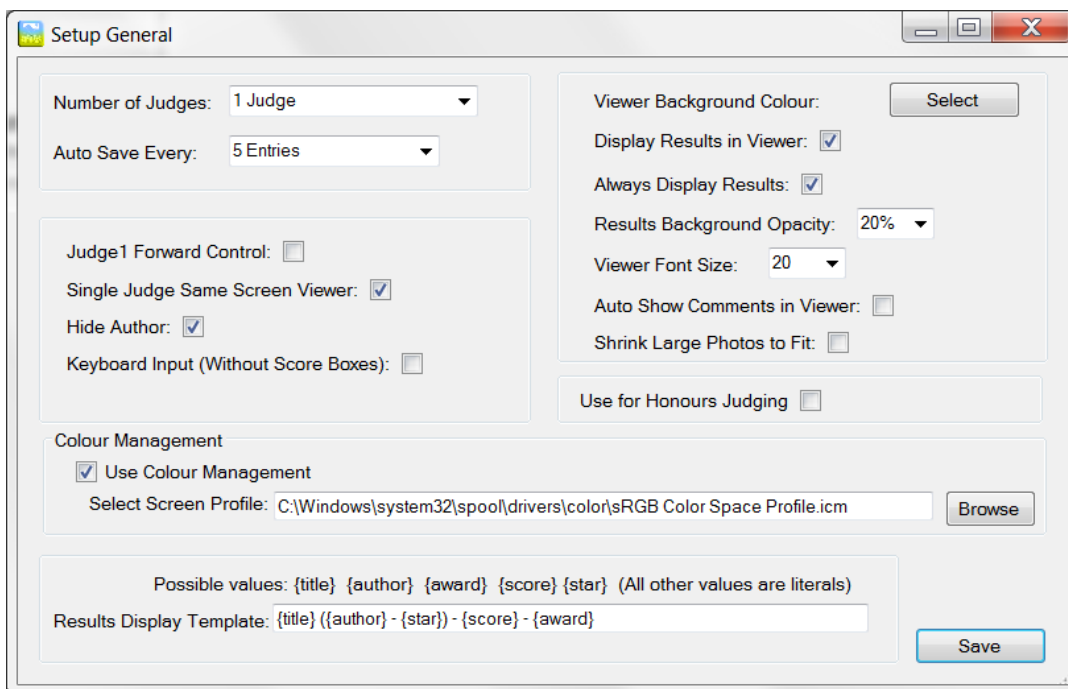 Setup General
Number of Judges: 1 Judge
Auto Save Every: 5 Entries
Judge1 Forward Control:
Single Judge Same Screen Viewer:
Hide Author:
Keyboard Input (Without Score Boxes):
Viewer Background Colour: Select
Display Results in Viewer:
Always Display Results:
Results Background Opacity: 20%
Viewer Font Size: 20
Auto Show Comments in Viewer:
Shrink Large Photos to Fit:
Use for Honours Judging
Colour Management
Use Colour Management
Select Screen Profile: C:\Windows\system32\spool\drivers\color\sRGB Color Space Profile.icm Browse
Possible values: {title} {author} {award} {score} {star} (All other values are literals)
Results Display Template: {title} ({author} - {star}) - {score} - {award}
Save